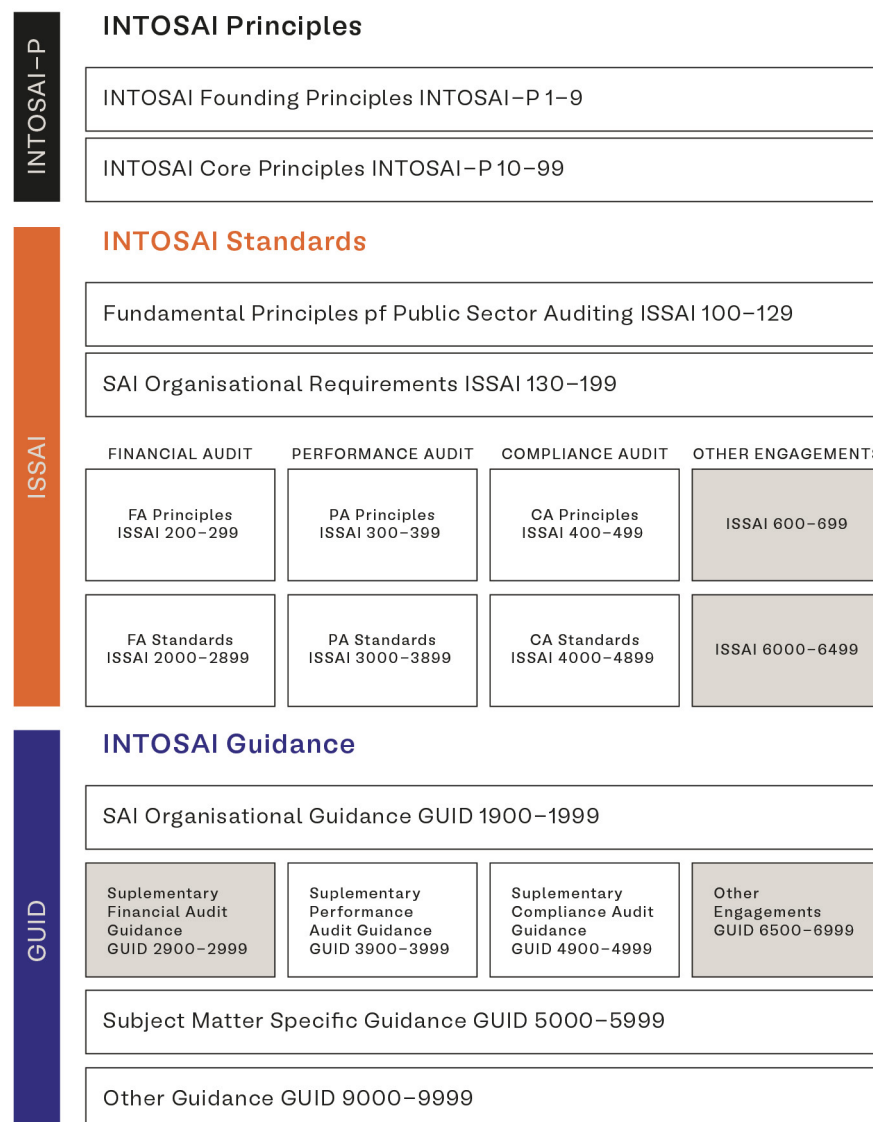 INTOSAI-P
INTOSAI Principles
INTOSAI Founding Principles INTOSAI-P 1-9
INTOSAI Core Principles INTOSAI-P 10-99
ISSAI
INTOSAI Standards
Fundamental Principles pf Public Sector Auditing ISSAI 100-129
SAI Organisational Requirements ISSAI 130-199
FINANCIAL AUDIT
PERFORMANCE AUDIT
COMPLIANCE AUDIT
OTHER ENGAGEMENTS
FA Principles
ISSAI 200-299
PA Principles
ISSAI 300-399
CA Principles
ISSAI 400-499
ISSAI 600-699
FA Standards
ISSAI 2000-2899
PA Standards
ISSAI 3000-3899
CA Standards
ISSAI 4000-4899
ISSAI 6000-6499
GUID
INTOSAI Guidance
SAI Organisational Guidance GUID 1900-1999
Suplementary
Financial Audit
Guidance
GUID 2900-2999
Suplementary
Performance
Audit Guidance
GUID 3900-3999
Suplementary
Compliance Audit
Guidance
GUID 4900-4999
Other
Engagements
GUID 6500-6999
Subject Matter Specific Guidance GUID 5000-5999
Other Guidance GUID 9000-9999